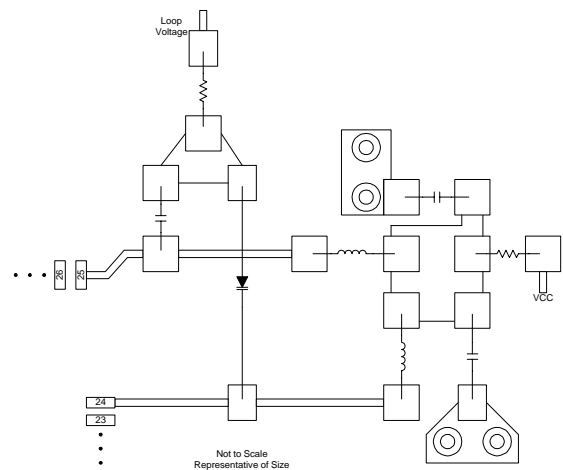 Loop
Voltage
26
25
VCC
24
23
Not to Scale
Representative of Size